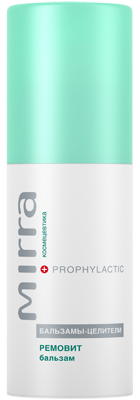 mirra
космецевтика
PROPHYLACTIC
БАЛЬЗАМЫ-ЦЕЛИТЕЛИ
РЕМОВИТ
бальзам